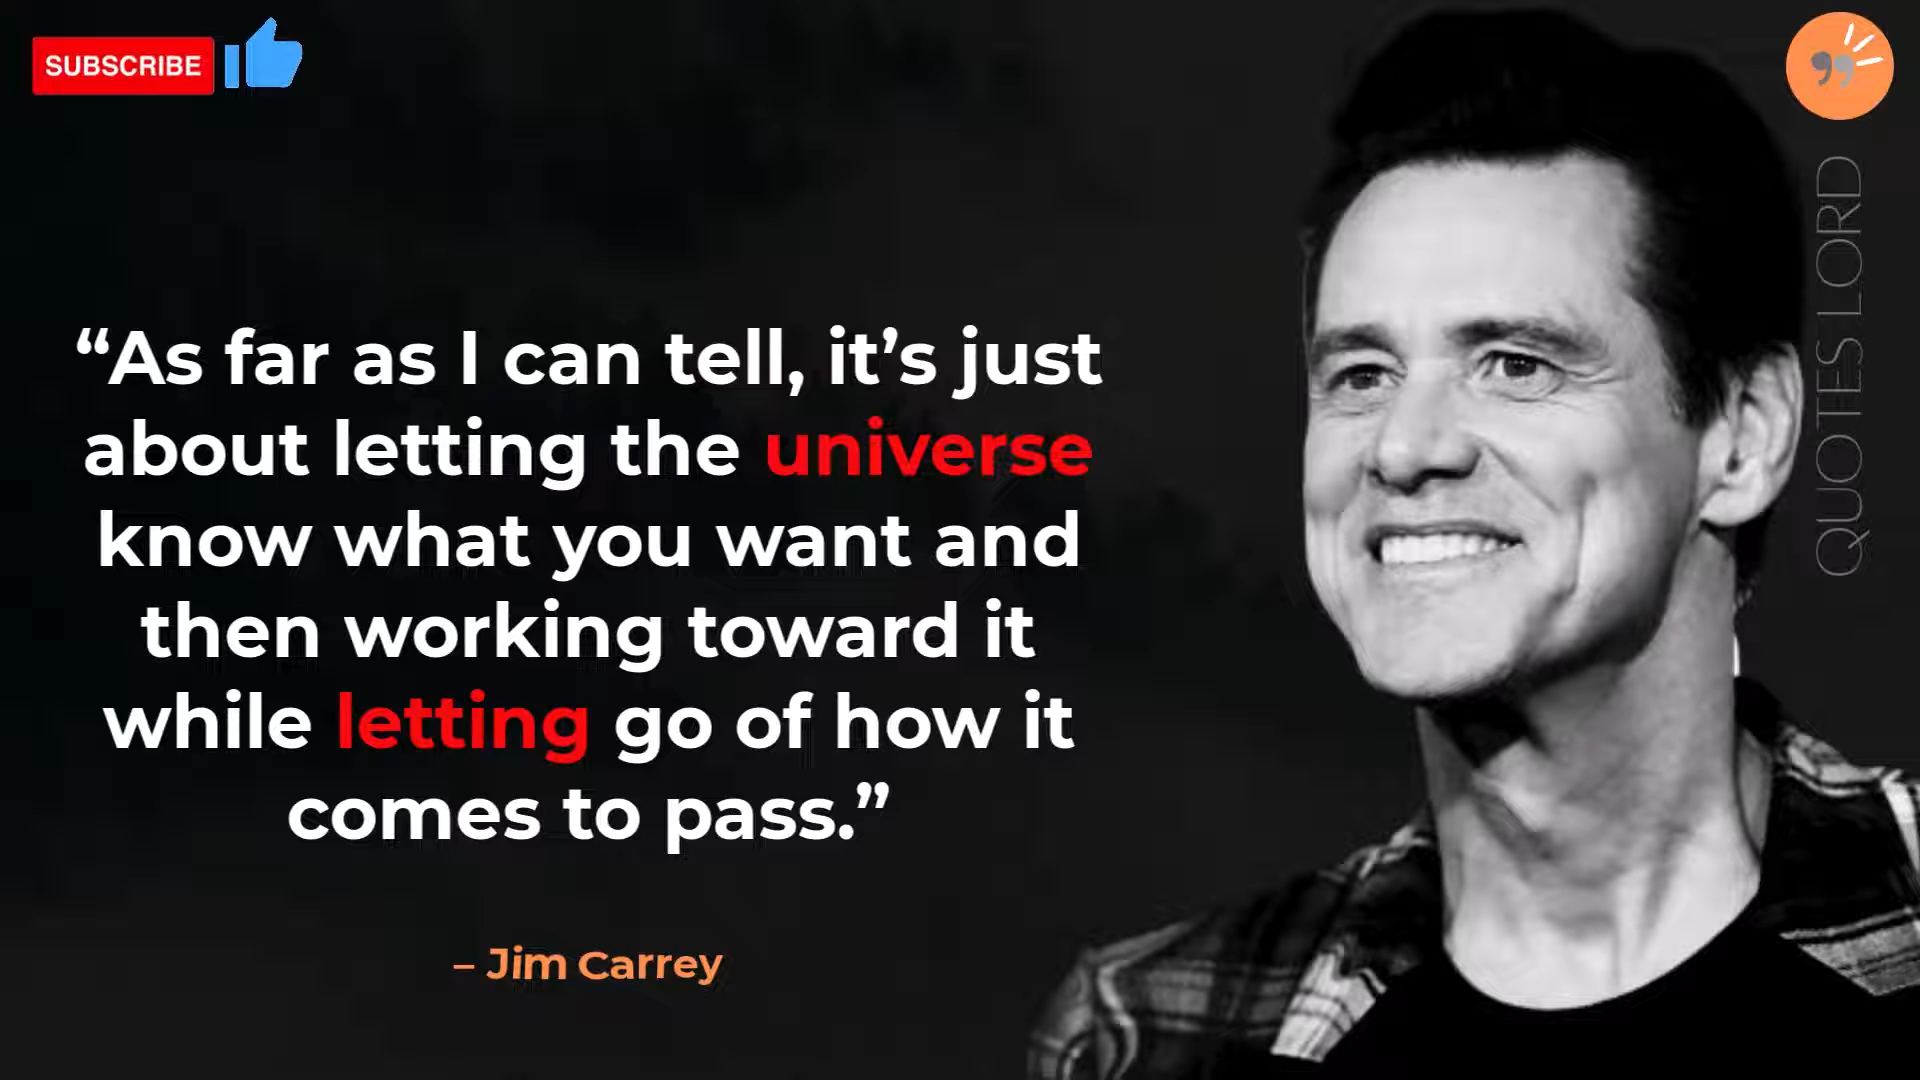 SUBSCRIBE
“As far as I can tell, it’s just
about letting the universe
know what you want and
then working toward it
while letting go of how it
comes to pass.”
– Jim Carrey
QUOTES LORD